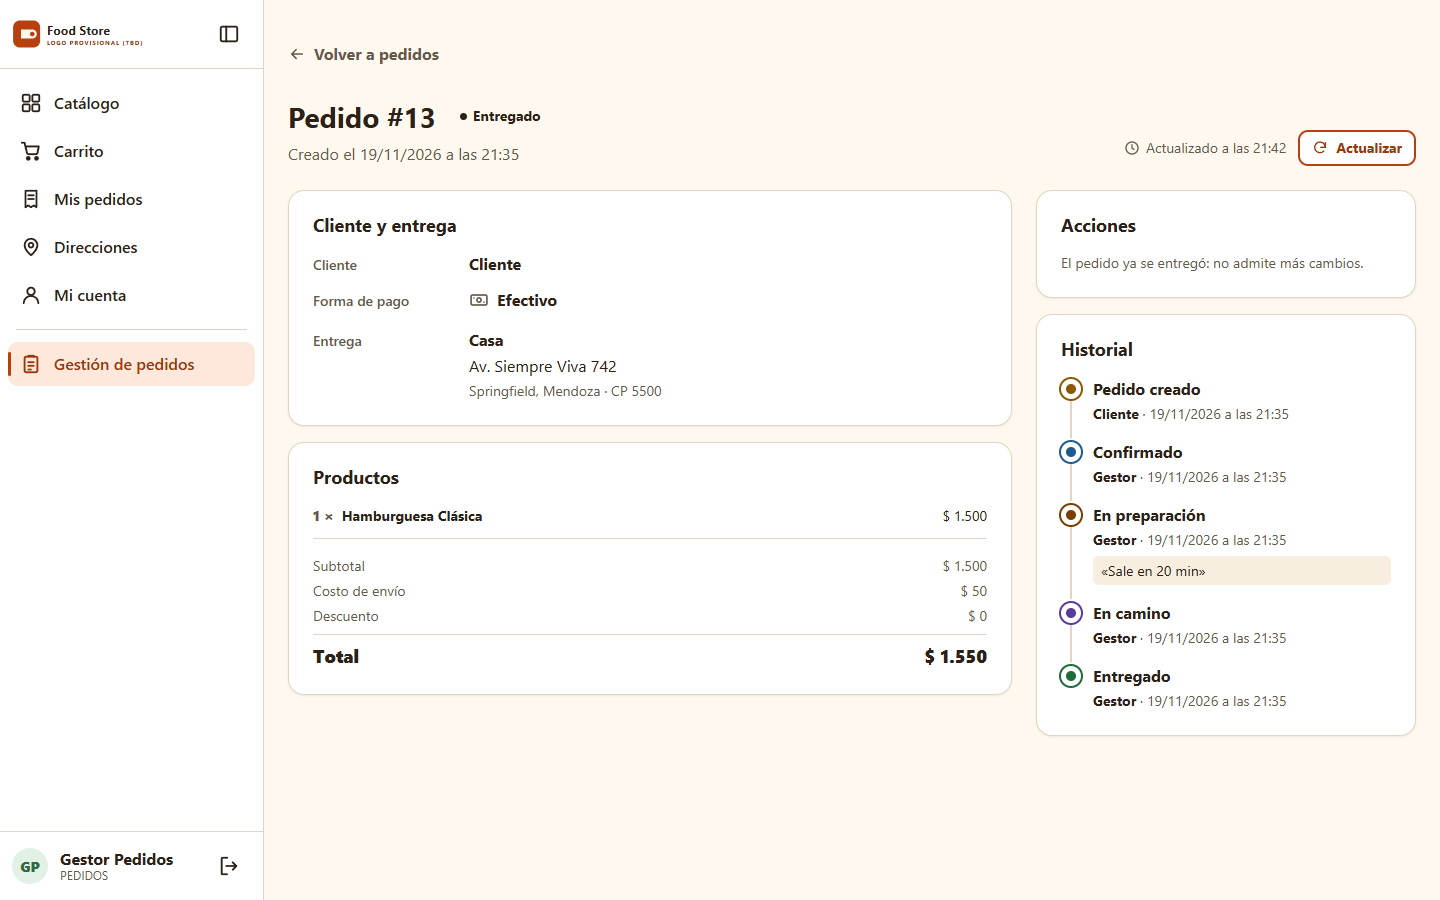 Food Store
LOGO PROVISIONAL (TBD)
Catálogo
Carrito
Mis pedidos
Direcciones
Mi cuenta
Gestión de pedidos
GP
Gestor Pedidos
PEDIDOS
Volver a pedidos
Pedido #13
Entregado
Creado el 19/11/2026 a las 21:35
Actualizado a las 21:42
Actualizar
Cliente y entrega
Cliente Cliente
Forma de pago Efectivo
Entrega Casa
Av. Siempre Viva 742
Springfield, Mendoza · CP 5500
Productos
1 × Hamburguesa Clásica $ 1.500
Subtotal $ 1.500
Costo de envío $ 50
Descuento $ 0
Total $ 1.550
Acciones
El pedido ya se entregó: no admite más cambios.
Historial
Pedido creado
Cliente · 19/11/2026 a las 21:35
Confirmado
Gestor · 19/11/2026 a las 21:35
En preparación
Gestor · 19/11/2026 a las 21:35
«Sale en 20 min»
En camino
Gestor · 19/11/2026 a las 21:35
Entregado
Gestor · 19/11/2026 a las 21:35